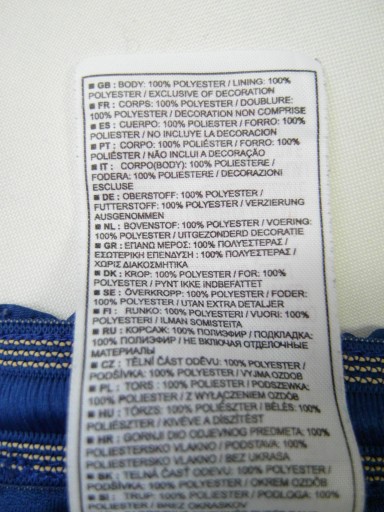 ■ GB : BODY: 100% POLYESTER / LINING: 100%
POLYESTER / EXCLUSIVE OF DECORATION
■ FR : CORPS: 100% POLYESTER / DOUBLURE:
100% POLYESTER / DECORATION NON COMPRISE
■ ES : CUERPO: 100% POLIESTER / FORRO: 100%
POLIESTER / NO INCLUYE LA DECORACION
■ PT : CORPO: 100% POLIÉSTER / FORRO: 100%
POLIÉSTER / NÃO INCLUI A DECORAÇÃO
■ IT : CORPO(BODY): 100% POLIESTERE /
FODERA: 100% POLIESTERE / DECORAZIONI
ESCLUSE
■ DE : OBERSTOFF: 100% POLYESTER /
FUTTERSTOFF: 100% POLYESTER / VERZIERUNG
AUSGENOMMEN
■ NL : BOVENSTOF: 100% POLYESTER / VOERING:
100% POLYESTER / UITGEZONDERD DECORATIE
■ GR : ΕΠΑΝΩ ΜΕΡΟΣ: 100% ΠΟΛΥΕΣΤΕΡΑΣ /
ΕΣΩΤΕΡΙΚΗ ΕΠΕΝΔΥΣΗ : 100% ΠΟΛΥΕΣΤΕΡΑΣ /
ΧΩΡΙΣ ΔΙΑΚΟΣΜΗΤΙΚΑ
■ DK : KROP: 100% POLYESTER / FOR: 100%
POLYESTER / PYNT IKKE INDBEFATTET
■ SE : ÖVERKROPP: 100% POLYESTER / FODER:
100% POLYESTER / UTAN EXTRA DETALJER
■ FI : RUNKO: 100% POLYESTERI / VUORI: 100%
POLYESTERI / ILMAN SOMISTEITA
■ RU : КОРСАЖ: 100% ПОЛИЭФИР / ПОДКЛАДКА:
100% ПОЛИЭФИР / НЕ ВКЛЮЧАЯ ОТДЕЛОЧНЫЕ
МАТЕРИАЛЫ
■ CZ : TĚLNÍ ČÁST ODĚVU: 100% POLYESTER /
PODŠÍVKA: 100% POLYESTER / VYJMA OZDOB
■ PL : TORS: 100% POLIESTER / PODSZEWKA:
100% POLIESTER / Z WYŁĄCZENIEM OZDÓB
■ HU : TÖRZS: 100% POLIÉSZTER / BÉLÉS: 100%
POLIÉSZTER / KIVÉVE A DÍSZÍTÉST
■ HR : GORNJI DIO ODJEVNOG PREDMETA: 100%
POLIESTERSKO VLAKNO / PODSTAVA: 100%
POLIESTERSKO VLAKNO / BEZ UKRASA
■ SK : TELNÁ ČASŤ ODEVU: 100% POLYESTER /
100% POLYESTER / OKREM OZDÔB
■ SI : TRUP: 100% POLIESTER / PODLOGA: 100%
POLIESTER / BREZ OKRASKOV